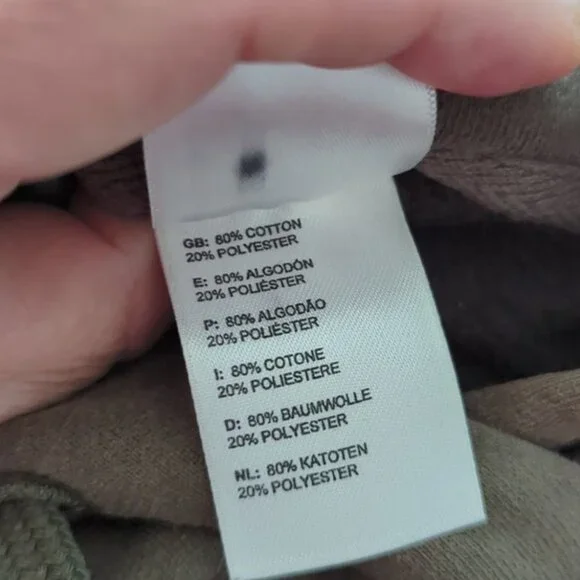 GB: 80% COTTON
20% POLYESTER
E: 80% ALGODÓN
20% POLIÉSTER
P: 80% ALGODÃO
20% POLIÉSTER
I: 80% COTONE
20% POLIESTERE
D: 80% BAUMWOLLE
20% POLYESTER
NL: 80% KATOTEN
20% POLYESTER